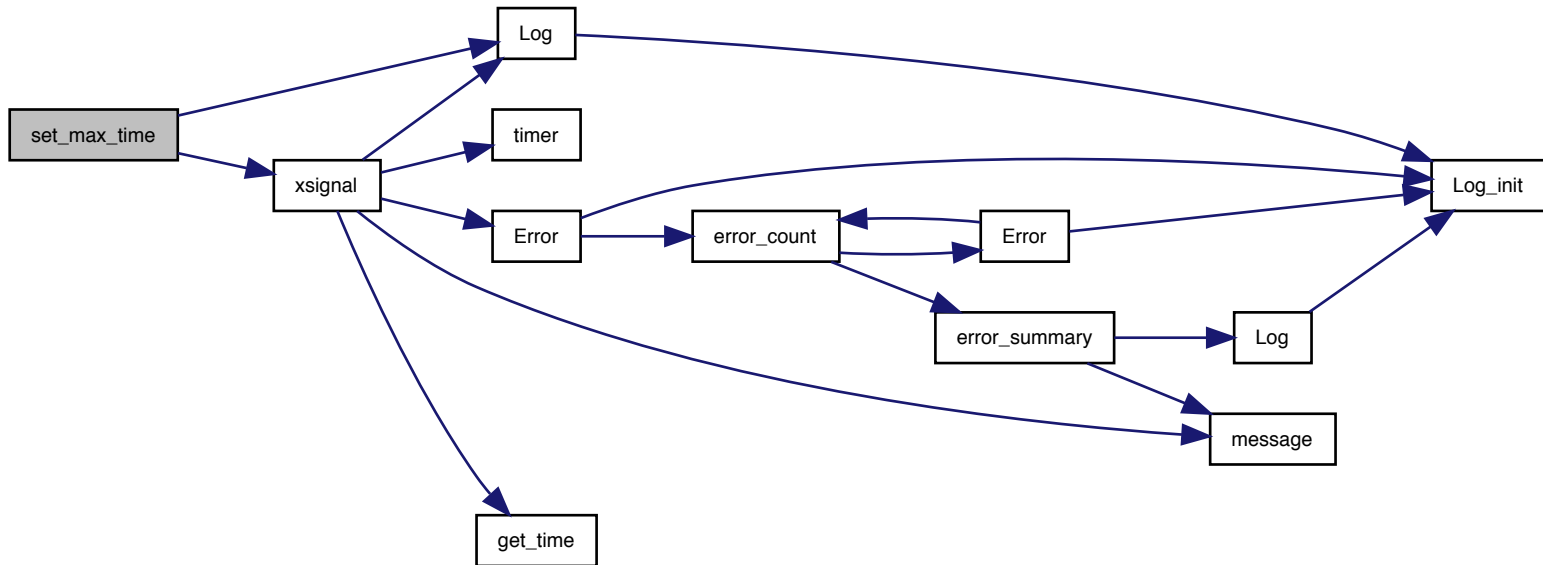 Log
set_max_time
timer
xsignal
Log_init
Error
error_count
Error
error_summary
Log
message
get_time